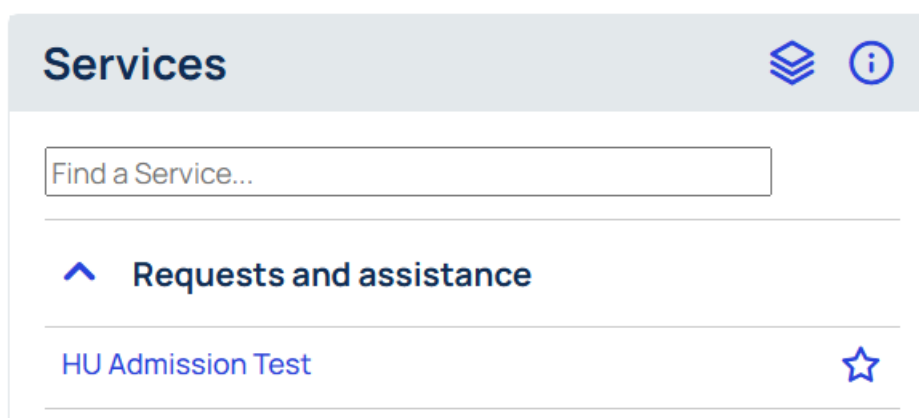 Services
Find a Service...
Requests and assistance
HU Admission Test